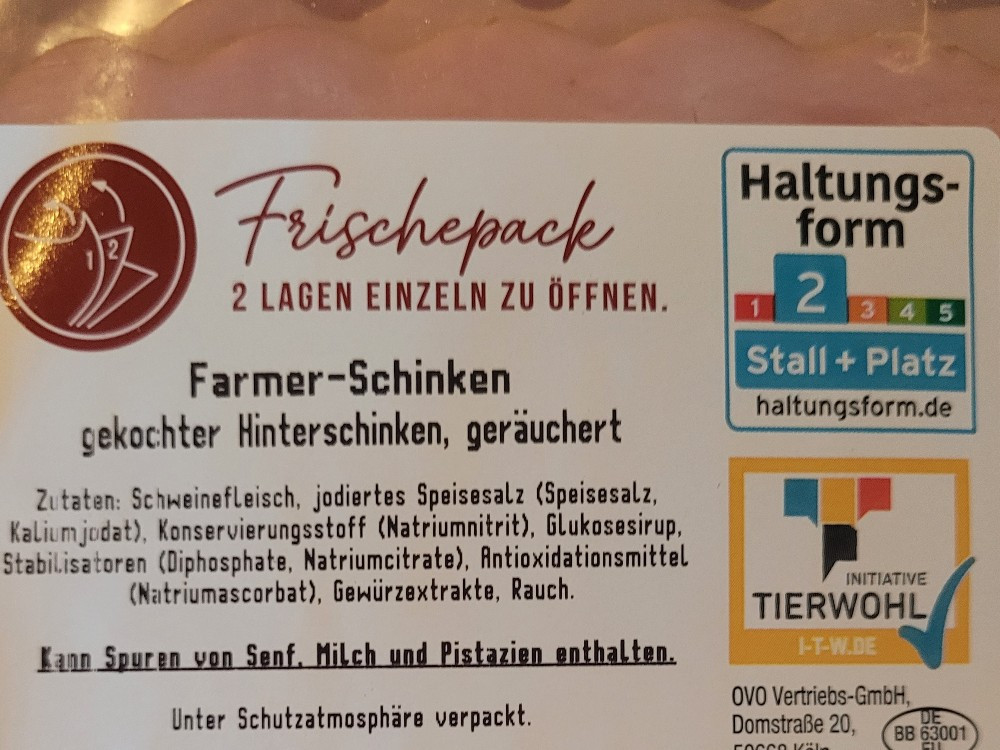 1 2
Frischepack
2 LAGEN EINZELN ZU ÖFFNEN.
Farmer-Schinken
gekochter Hinterschinken, geräuchert
Zutaten: Schweinefleisch, jodiertes Speisesalz (Speisesalz,
Kaliumjodat), Konservierungsstoff (Natriumnitrit), Glukosesirup,
Stabilisatoren (Diphosphate, Natriumcitrate), Antioxidationsmittel
(Natriumascorbat), Gewürzextrakte, Rauch.
Kann Spuren von Senf, Milch und Pistazien enthalten.
Unter Schutzatmosphäre verpackt.
Haltungs-
form
1 2 3 4 5
Stall + Platz
haltungsform.de
INITIATIVE
TIERWOHL
I-T-W.DE
OVO Vertriebs-GmbH,
Domstraße 20,
DE
BB 63001